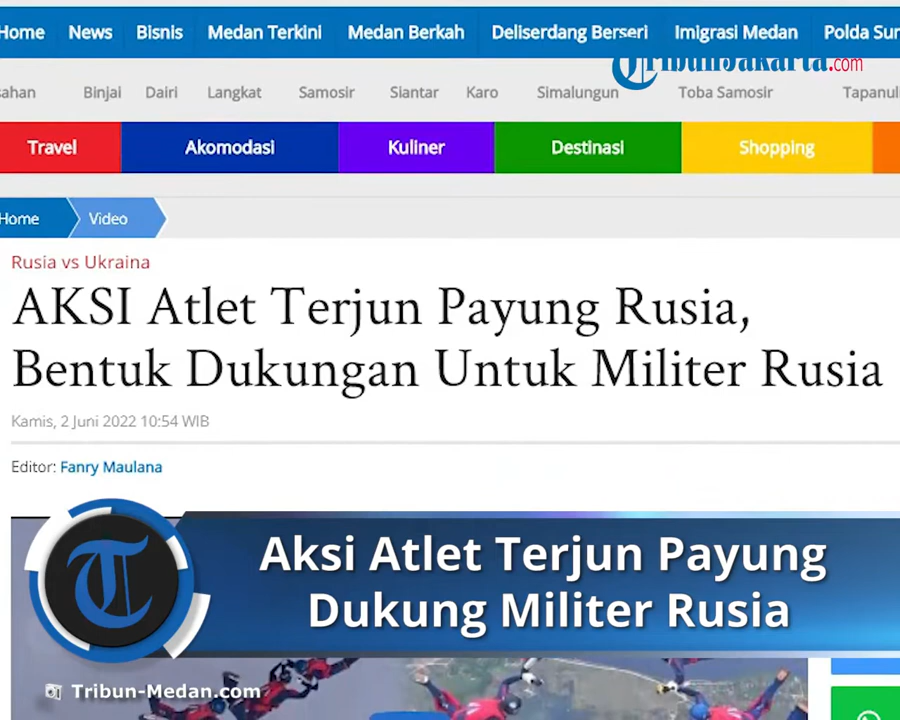 Home News Bisnis Medan Terkini Medan Berkah Deliserdang Berseri Imigrasi Medan Polda Sur
TribunJakarta.com
sahan Binjai Dairi Langkat Samosir Siantar Karo Simalungun Toba Samosir Tapanul
Travel Akomodasi Kuliner Destinasi Shopping
Home Video
Rusia vs Ukraina
AKSI Atlet Terjun Payung Rusia,
Bentuk Dukungan Untuk Militer Rusia
Kamis, 2 Juni 2022 10:54 WIB
Editor: Fanry Maulana
Aksi Atlet Terjun Payung
Dukung Militer Rusia
T
Tribun-Medan.com